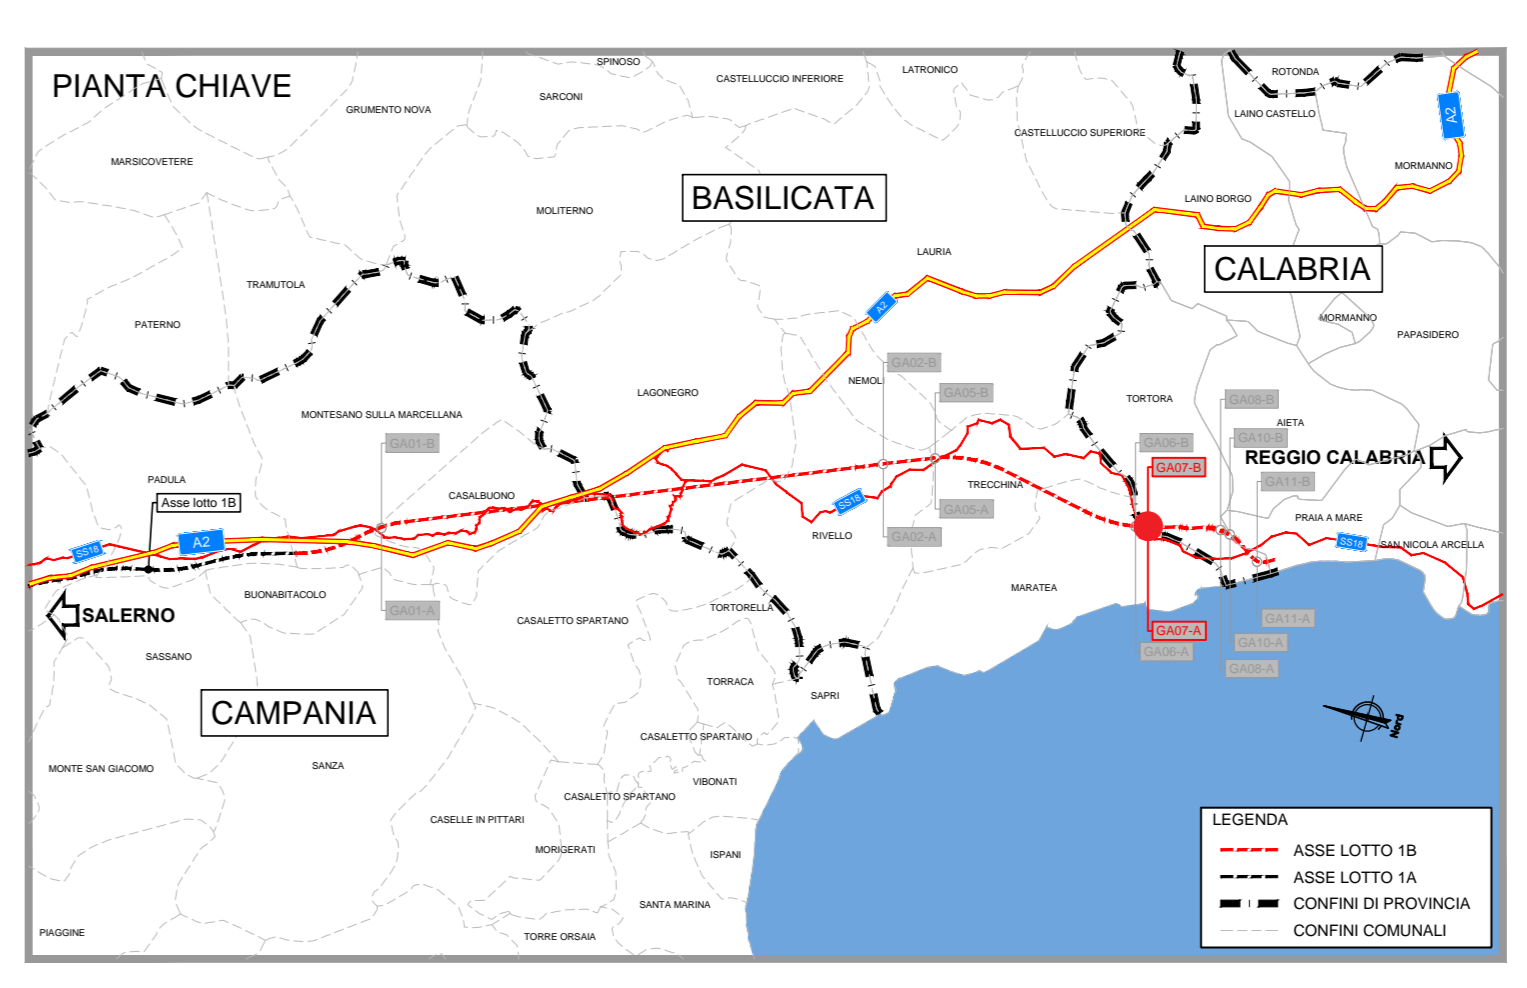 PIANTA CHIAVE
SPINOSO
CASTELLUCCIO INFERIORE
LATRONICO
ROTONDA
GRUMENTO NOVA
SARCONI
LAINO CASTELLO
A2
CASTELLUCCIO SUPERIORE
MARSICOVETERE
MORMANNO
BASILICATA
LAINO BORGO
MOLITERNO
LAURIA
CALABRIA
TRAMUTOLA
A2
PATERNO
MORMANNO
PAPASIDERO
GA02-B
NEMOLI
LAGONEGRO
GA05-B
TORTORA
GA08-B
MONTESANO SULLA MARCELLANA
AIETA
GA01-B
GA06-B
GA10-B
REGGIO CALABRIA
GA07-B
PADULA
GA11-B
TRECCHINA
CASALBUONO
Asse lotto 1B
SS18
GA05-A
PRAIA A MARE
RIVELLO
GA02-A
A2
SS18
SS18
SAN NICOLA ARCELLA
MARATEA
BUONABITACOLO
TORTORELLA
GA01-A
SALERNO
CASALETTO SPARTANO
GA11-A
GA07-A
GA10-A
GA06-A
SASSANO
GA08-A
TORRACA
SAPRI
CAMPANIA
Nord
CASALETTO SPARTANO
MONTE SAN GIACOMO
SANZA
VIBONATI
CASALETTO SPARTANO
CASELLE IN PITTARI
LEGENDA
MORIGERATI
ISPANI
ASSE LOTTO 1B
ASSE LOTTO 1A
SANTA MARINA
CONFINI DI PROVINCIA
PIAGGINE
TORRE ORSAIA
CONFINI COMUNALI